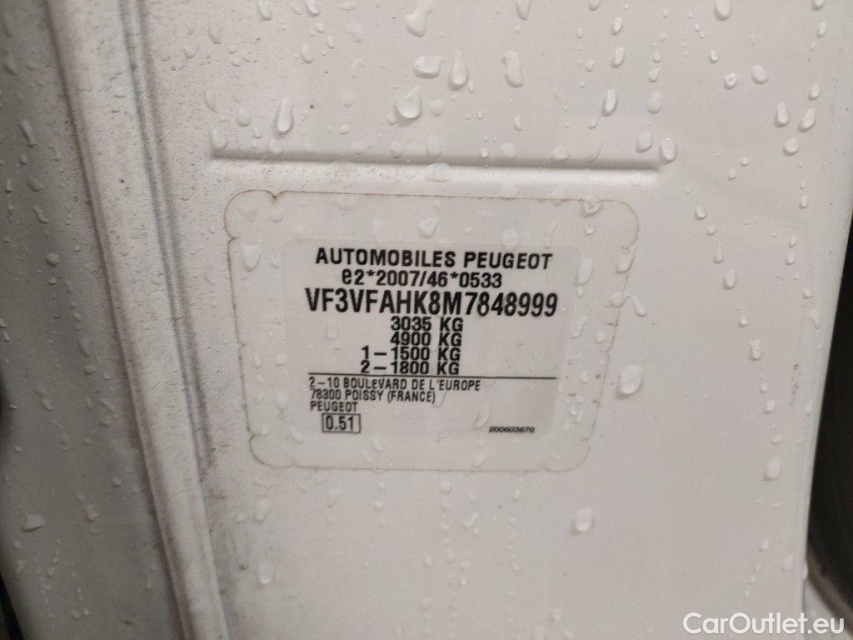 AUTOMOBILES PEUGEOT
e2*2007/46*0533
VF3VFAHK8M7848999
3035 KG
4900 KG
1-1500 KG
2-1800 KG
2-10 BOULEVARD DE L'EUROPE
78300 POISSY (FRANCE)
PEUGEOT
0.51
200603670
CarOutlet.eu